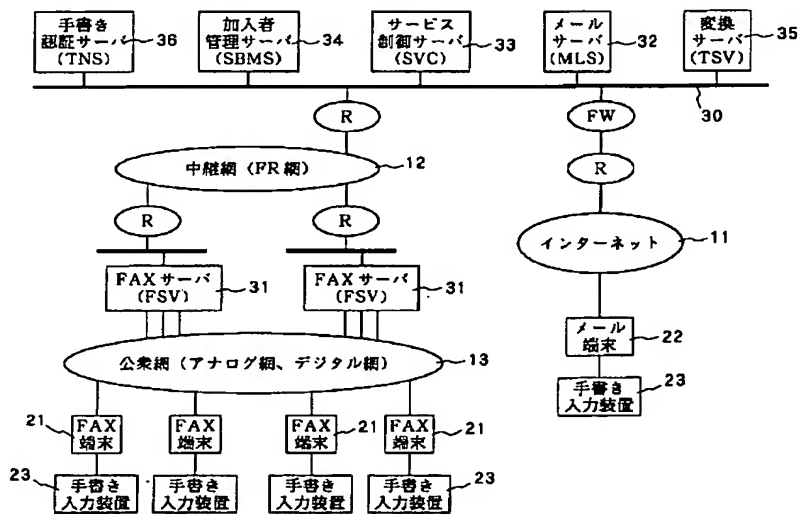 手書き
認証サーバ
(TNS)
36
加入者
管理サーバ
(SBMS)
34
サービス
制御サーバ
(SVC)
33
メール
サーバ
(MLS)
32
変換
サーバ
(TSV)
35
30
R
FW
中継網(FR網)
12
R
R
R
インターネット
11
FAXサーバ
(FSV)
31
FAXサーバ
(FSV)
31
メール
端末
22
公衆網(アナログ網、デジタル網)
13
手書き
入力装置
23
21
FAX
端末
FAX
端末
FAX
端末
21
FAX
端末
21
23
手書き
入力装置
手書き
入力装置
手書き
入力装置
手書き
入力装置
23